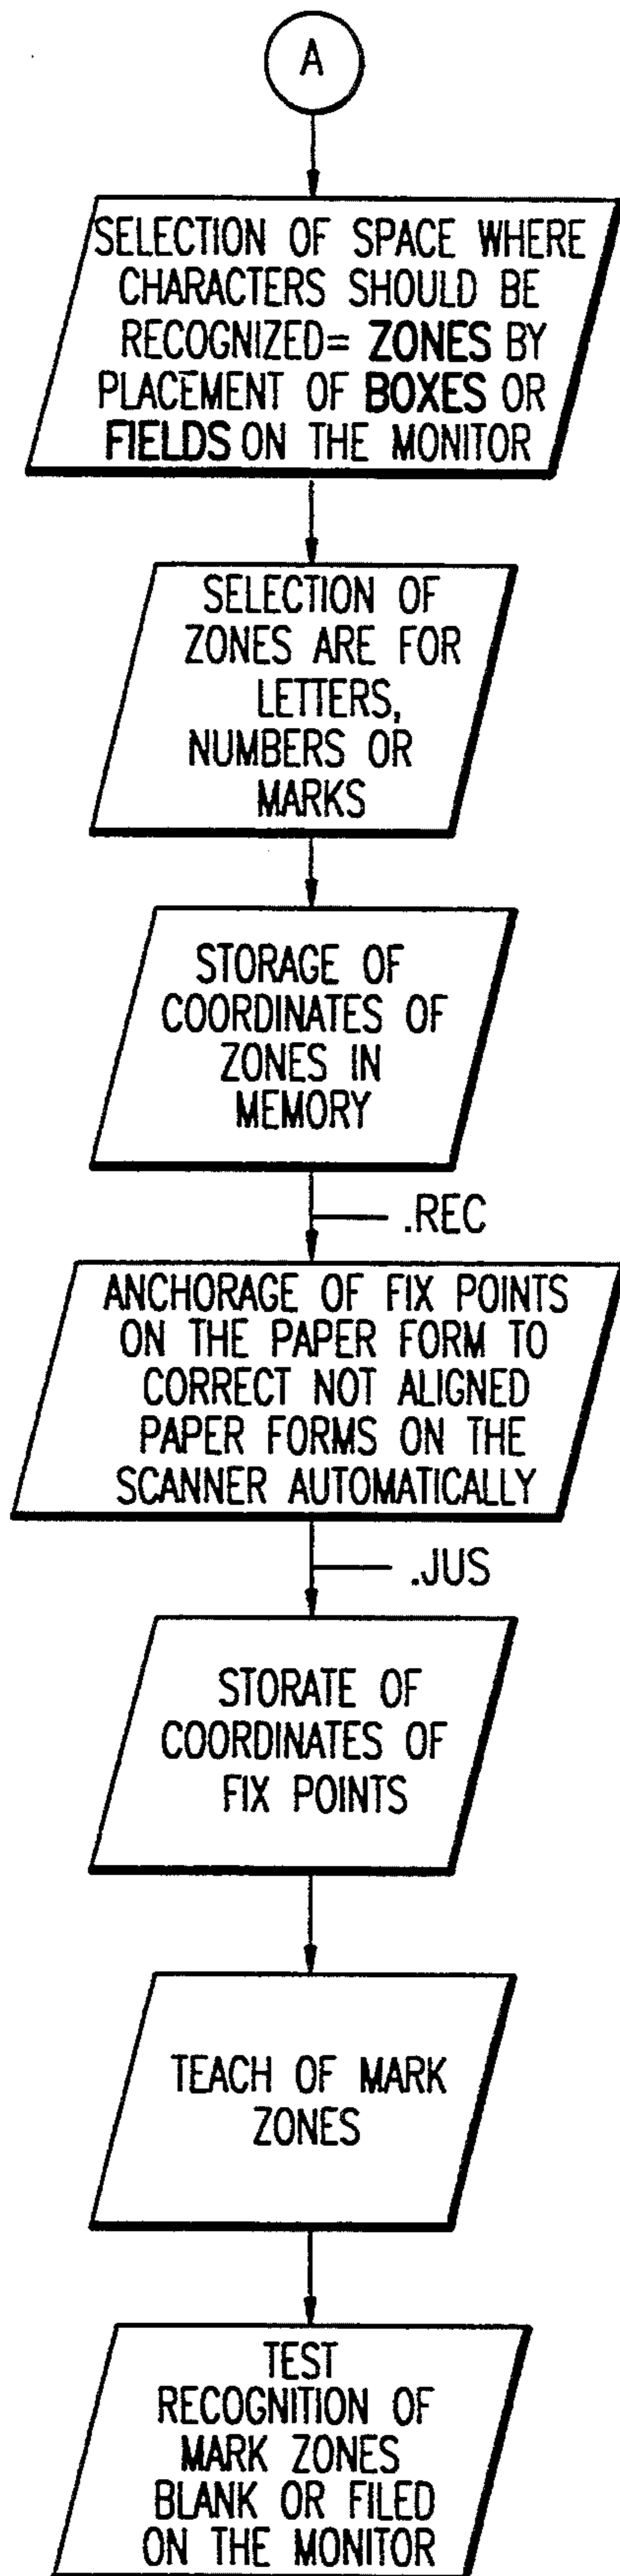 A
SELECTION OF SPACE WHERE
CHARACTERS SHOULD BE
RECOGNIZED= ZONES BY
PLACEMENT OF BOXES OR
FIELDS ON THE MONITOR
SELECTION OF
ZONES ARE FOR
LETTERS,
NUMBERS OR
MARKS
STORAGE OF
COORDINATES OF
ZONES IN
MEMORY
.REC
ANCHORAGE OF FIX POINTS
ON THE PAPER FORM TO
CORRECT NOT ALIGNED
PAPER FORMS ON THE
SCANNER AUTOMATICALLY
.JUS
STORATE OF
COORDINATES OF
FIX POINTS
TEACH OF MARK
ZONES
TEST
RECOGNITION OF
MARK ZONES
BLANK OR FILED
ON THE MONITOR